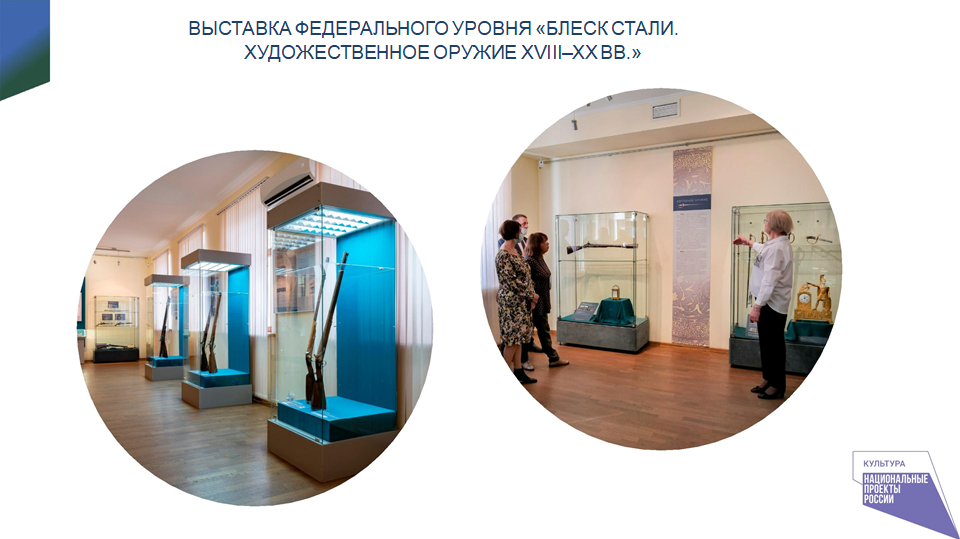 ВЫСТАВКА ФЕДЕРАЛЬНОГО УРОВНЯ «БЛЕСК СТАЛИ.
ХУДОЖЕСТВЕННОЕ ОРУЖИЕ XVIII–XX ВВ.»
КУЛЬТУРА
НАЦИОНАЛЬНЫЕ
ПРОЕКТЫ
РОССИИ